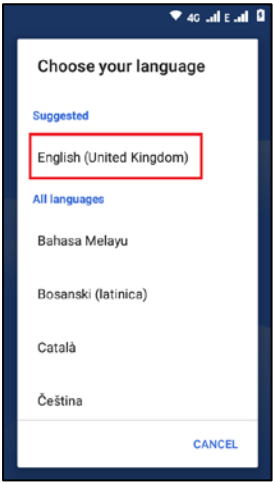 4G E
Choose your language
Suggested
English (United Kingdom)
All languages
Bahasa Melayu
Bosanski (latinica)
Català
Čeština
CANCEL